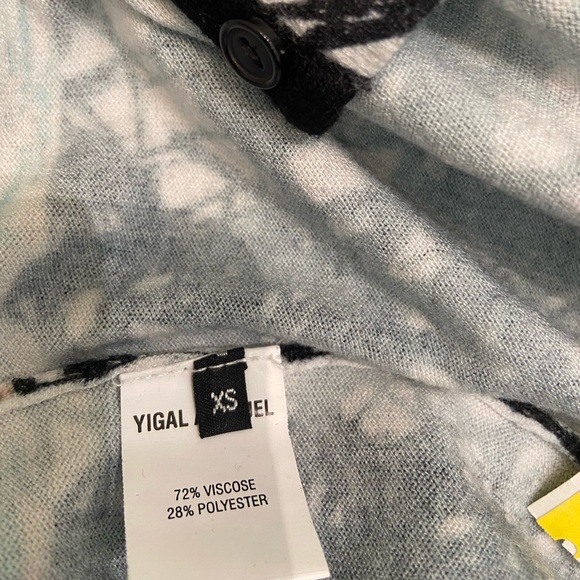 XS
YIGAL
72% VISCOSE
28% POLYESTER